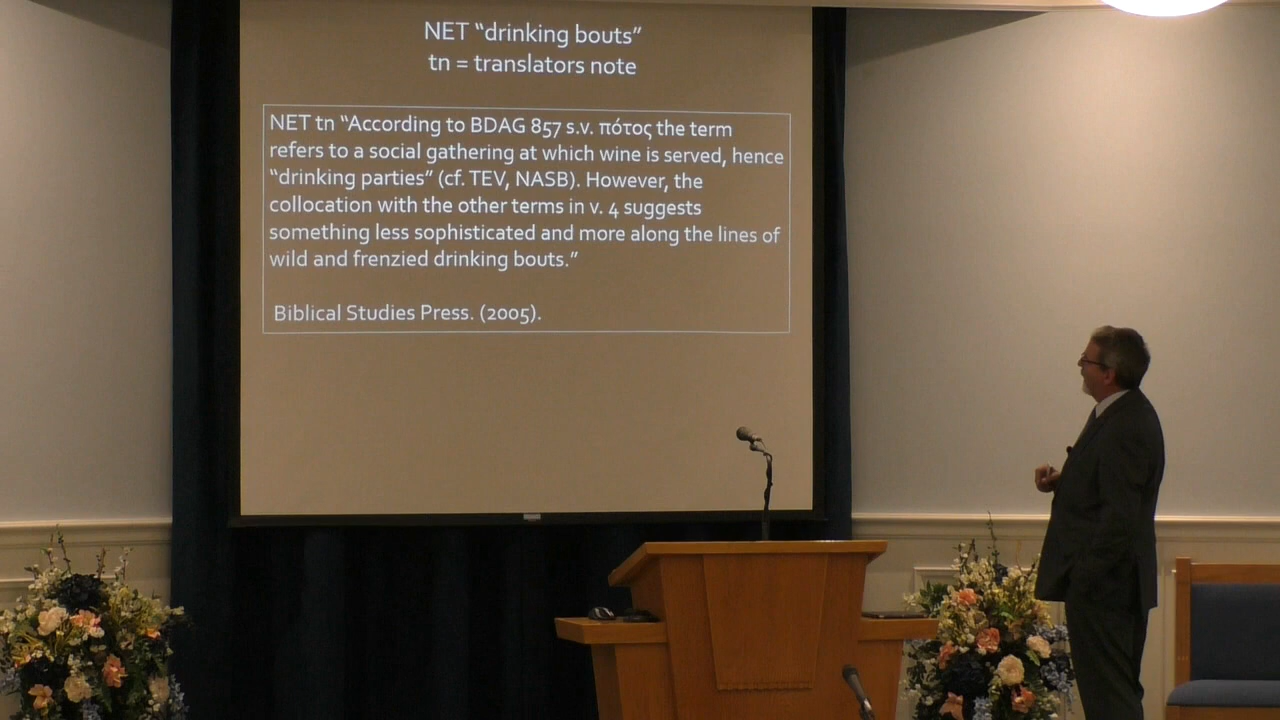 NET “drinking bouts”
tn = translators note
NET tn “According to BDAG 857 s.v. πότος the term
refers to a social gathering at which wine is served, hence
“drinking parties” (cf. TEV, NASB). However, the
collocation with the other terms in v. 4 suggests
something less sophisticated and more along the lines of
wild and frenzied drinking bouts.”
Biblical Studies Press. (2005).